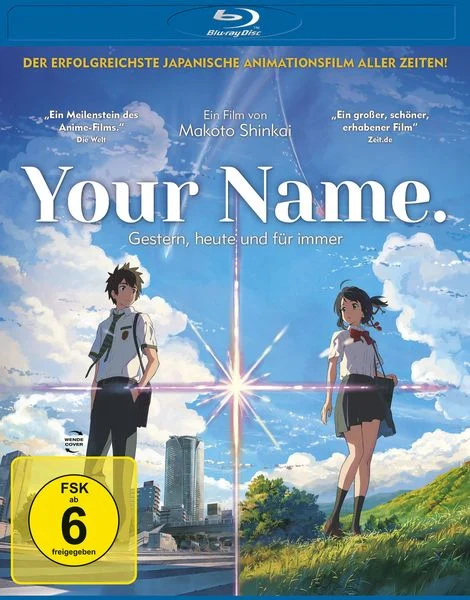 Blu-ray Disc
DER ERFOLGREICHSTE JAPANISCHE ANIMATIONSFILM ALLER ZEITEN!
„Ein Meilenstein des
Anime-Films.“
Die Welt
Ein Film von
Makoto Shinkai
„Ein großer, schöner,
erhabener Film“
Zeit.de
Your Name.
Gestern, heute und für immer
WENDE
COVER
FSK
ab
6
freigegeben